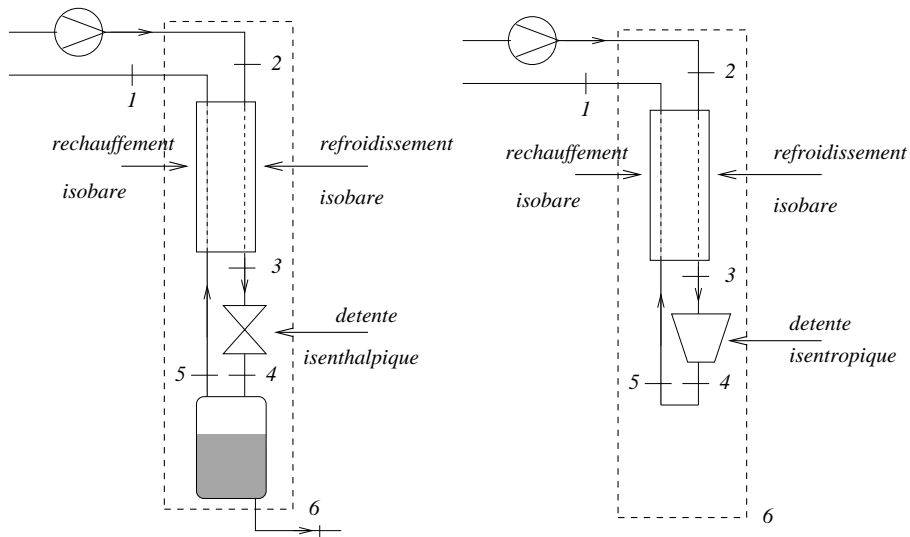 2
1
rechauffement
isobare
refroidissement
isobare
3
detente
isenthalpique
5
4
6
2
1
rechauffement
isobare
refroidissement
isobare
3
detente
isentropique
5
4
6